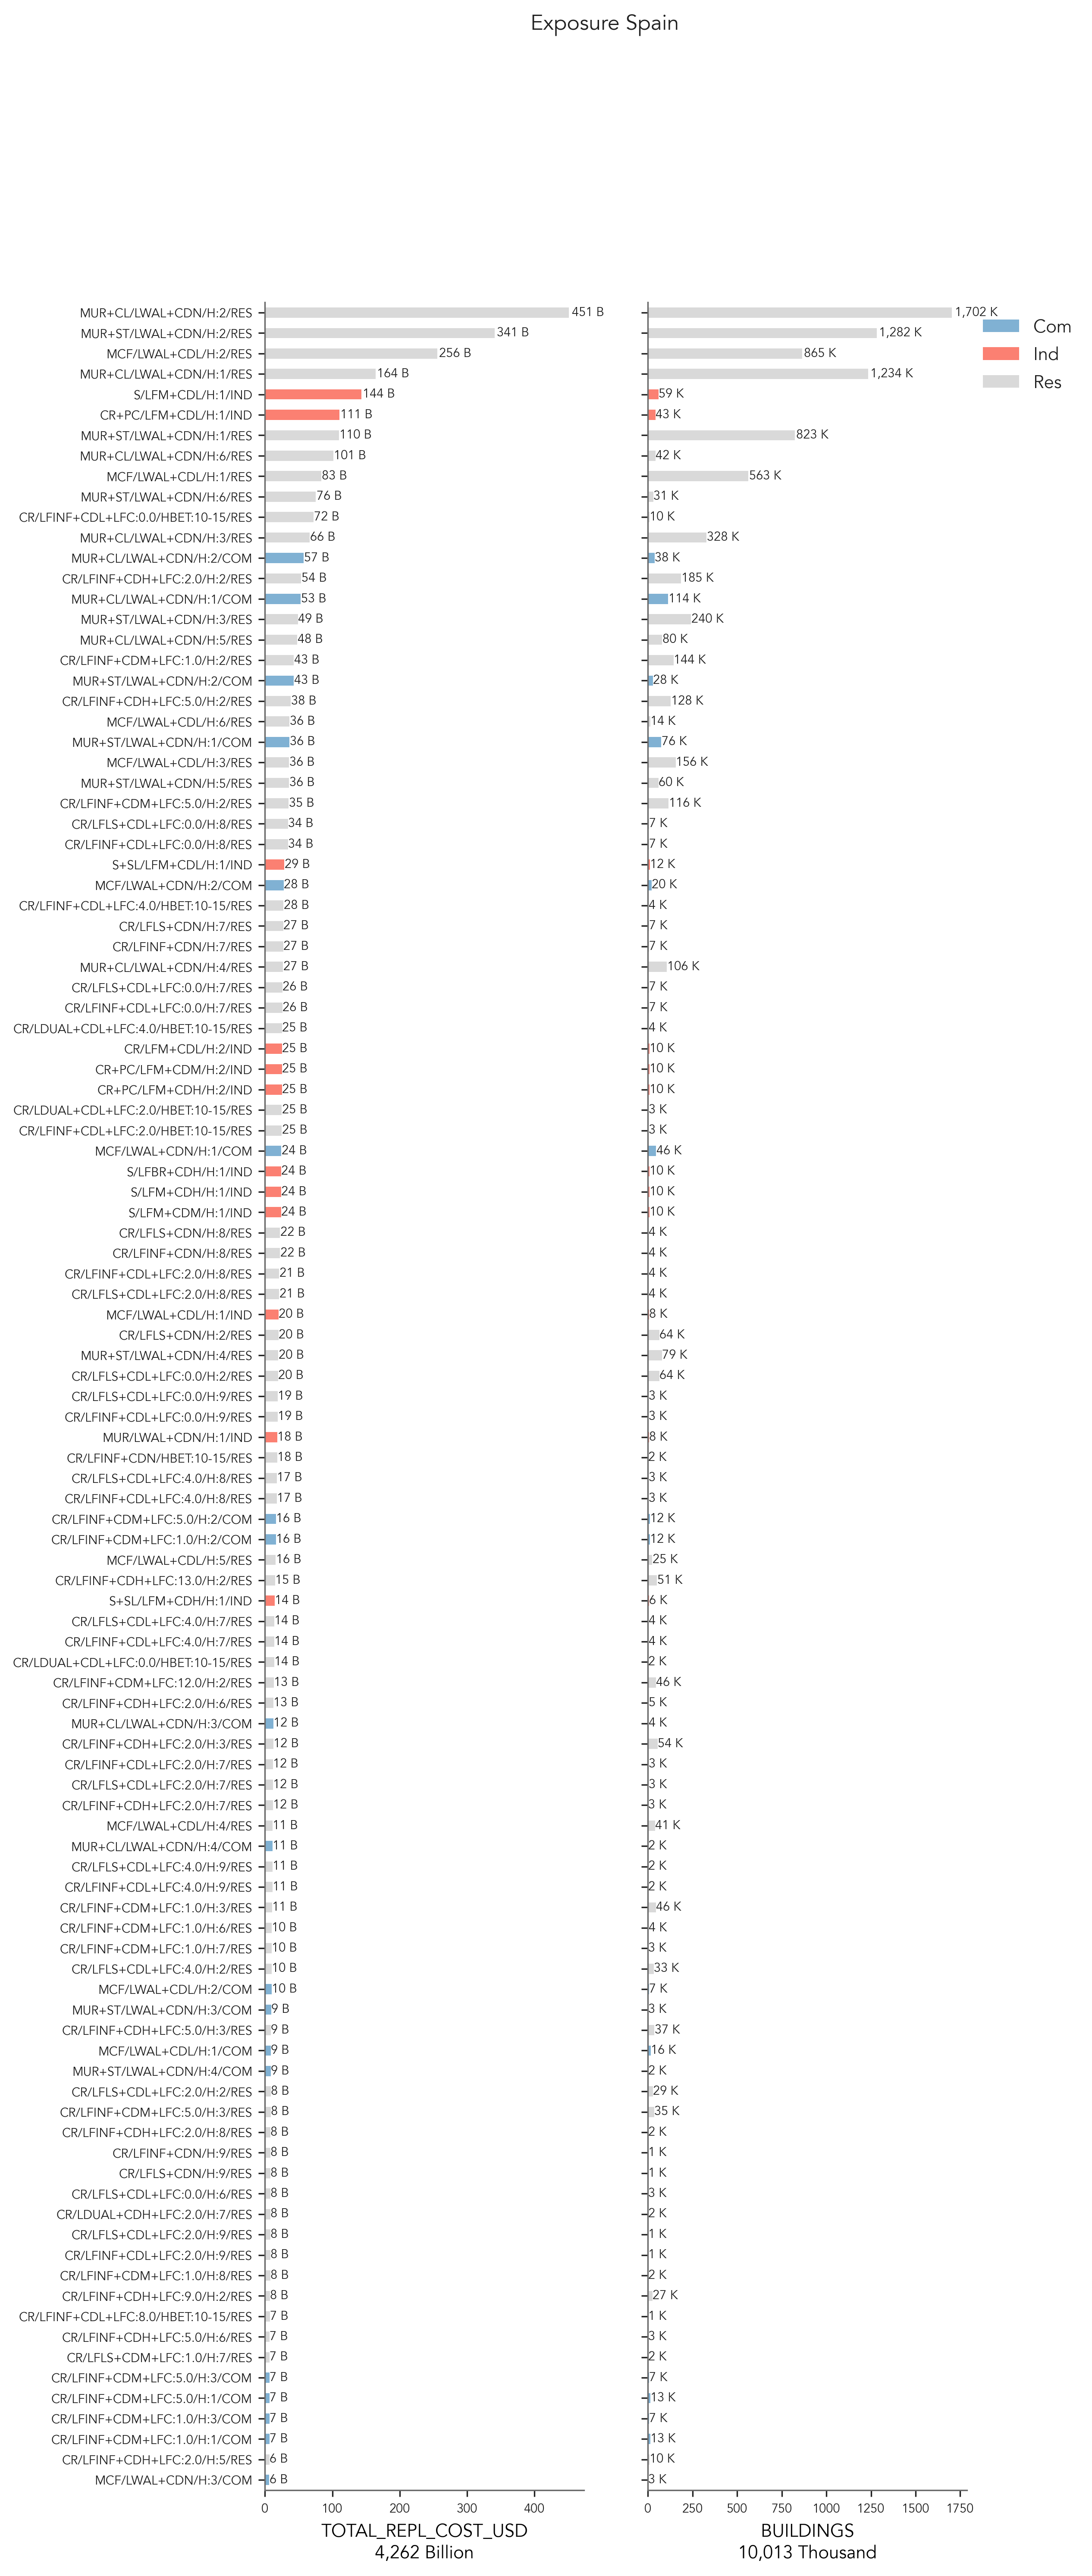 Exposure Spain
MUR+CL/LWAL+CDN/H:2/RES 451 B 1,702 K
Com
MUR+ST/LWAL+CDN/H:2/RES 341 B 1,282 K
Ind
MCF/LWAL+CDL/H:2/RES 256 B 865 K
Res
MUR+CL/LWAL+CDN/H:1/RES 164 B 1,234 K
S/LFM+CDL/H:1/IND 144 B 59 K
CR+PC/LFM+CDL/H:1/IND 111 B 43 K
MUR+ST/LWAL+CDN/H:1/RES 110 B 823 K
MUR+CL/LWAL+CDN/H:6/RES 101 B 42 K
MCF/LWAL+CDL/H:1/RES 83 B 563 K
MUR+ST/LWAL+CDN/H:6/RES 76 B 31 K
CR/LFINF+CDL+LFC:0.0/HBET:10-15/RES 72 B 10 K
MUR+CL/LWAL+CDN/H:3/RES 66 B 328 K
MUR+CL/LWAL+CDN/H:2/COM 57 B 38 K
CR/LFINF+CDH+LFC:2.0/H:2/RES 54 B 185 K
MUR+CL/LWAL+CDN/H:1/COM 53 B 114 K
MUR+ST/LWAL+CDN/H:3/RES 49 B 240 K
MUR+CL/LWAL+CDN/H:5/RES 48 B 80 K
CR/LFINF+CDM+LFC:1.0/H:2/RES 43 B 144 K
MUR+ST/LWAL+CDN/H:2/COM 43 B 28 K
CR/LFINF+CDH+LFC:5.0/H:2/RES 38 B 128 K
MCF/LWAL+CDL/H:6/RES 36 B 14 K
MUR+ST/LWAL+CDN/H:1/COM 36 B 76 K
MCF/LWAL+CDL/H:3/RES 36 B 156 K
MUR+ST/LWAL+CDN/H:5/RES 36 B 60 K
CR/LFINF+CDM+LFC:5.0/H:2/RES 35 B 116 K
CR/LFLS+CDL+LFC:0.0/H:8/RES 34 B 7 K
CR/LFINF+CDL+LFC:0.0/H:8/RES 34 B 7 K
S+SL/LFM+CDL/H:1/IND 29 B 12 K
MCF/LWAL+CDN/H:2/COM 28 B 20 K
CR/LFINF+CDL+LFC:4.0/HBET:10-15/RES 28 B 4 K
CR/LFLS+CDN/H:7/RES 27 B 7 K
CR/LFINF+CDN/H:7/RES 27 B 7 K
MUR+CL/LWAL+CDN/H:4/RES 27 B 106 K
CR/LFLS+CDL+LFC:0.0/H:7/RES 26 B 7 K
CR/LFINF+CDL+LFC:0.0/H:7/RES 26 B 7 K
CR/LDUAL+CDL+LFC:4.0/HBET:10-15/RES 25 B 4 K
CR/LFM+CDL/H:2/IND 25 B 10 K
CR+PC/LFM+CDM/H:2/IND 25 B 10 K
CR+PC/LFM+CDH/H:2/IND 25 B 10 K
CR/LDUAL+CDL+LFC:2.0/HBET:10-15/RES 25 B 3 K
CR/LFINF+CDL+LFC:2.0/HBET:10-15/RES 25 B 3 K
MCF/LWAL+CDN/H:1/COM 24 B 46 K
S/LFBR+CDH/H:1/IND 24 B 10 K
S/LFM+CDH/H:1/IND 24 B 10 K
S/LFM+CDM/H:1/IND 24 B 10 K
CR/LFLS+CDN/H:8/RES 22 B 4 K
CR/LFINF+CDN/H:8/RES 22 B 4 K
CR/LFINF+CDL+LFC:2.0/H:8/RES 21 B 4 K
CR/LFLS+CDL+LFC:2.0/H:8/RES 21 B 4 K
MCF/LWAL+CDL/H:1/IND 20 B 8 K
CR/LFLS+CDN/H:2/RES 20 B 64 K
MUR+ST/LWAL+CDN/H:4/RES 20 B 79 K
CR/LFLS+CDL+LFC:0.0/H:2/RES 20 B 64 K
CR/LFLS+CDL+LFC:0.0/H:9/RES 19 B 3 K
CR/LFINF+CDL+LFC:0.0/H:9/RES 19 B 3 K
MUR/LWAL+CDN/H:1/IND 18 B 8 K
CR/LFINF+CDN/HBET:10-15/RES 18 B 2 K
CR/LFLS+CDL+LFC:4.0/H:8/RES 17 B 3 K
CR/LFINF+CDL+LFC:4.0/H:8/RES 17 B 3 K
CR/LFINF+CDM+LFC:5.0/H:2/COM 16 B 12 K
CR/LFINF+CDM+LFC:1.0/H:2/COM 16 B 12 K
MCF/LWAL+CDL/H:5/RES 16 B 25 K
CR/LFINF+CDH+LFC:13.0/H:2/RES 15 B 51 K
S+SL/LFM+CDH/H:1/IND 14 B 6 K
CR/LFLS+CDL+LFC:4.0/H:7/RES 14 B 4 K
CR/LFINF+CDL+LFC:4.0/H:7/RES 14 B 4 K
CR/LDUAL+CDL+LFC:0.0/HBET:10-15/RES 14 B 2 K
CR/LFINF+CDM+LFC:12.0/H:2/RES 13 B 46 K
CR/LFINF+CDH+LFC:2.0/H:6/RES 13 B 5 K
MUR+CL/LWAL+CDN/H:3/COM 12 B 4 K
CR/LFINF+CDH+LFC:2.0/H:3/RES 12 B 54 K
CR/LFINF+CDL+LFC:2.0/H:7/RES 12 B 3 K
CR/LFLS+CDL+LFC:2.0/H:7/RES 12 B 3 K
CR/LFINF+CDH+LFC:2.0/H:7/RES 12 B 3 K
MCF/LWAL+CDL/H:4/RES 11 B 41 K
MUR+CL/LWAL+CDN/H:4/COM 11 B 2 K
CR/LFLS+CDL+LFC:4.0/H:9/RES 11 B 2 K
CR/LFINF+CDL+LFC:4.0/H:9/RES 11 B 2 K
CR/LFINF+CDM+LFC:1.0/H:3/RES 11 B 46 K
CR/LFINF+CDM+LFC:1.0/H:6/RES 10 B 4 K
CR/LFINF+CDM+LFC:1.0/H:7/RES 10 B 3 K
CR/LFLS+CDL+LFC:4.0/H:2/RES 10 B 33 K
MCF/LWAL+CDL/H:2/COM 10 B 7 K
MUR+ST/LWAL+CDN/H:3/COM 9 B 3 K
CR/LFINF+CDH+LFC:5.0/H:3/RES 9 B 37 K
MCF/LWAL+CDL/H:1/COM 9 B 16 K
MUR+ST/LWAL+CDN/H:4/COM 9 B 2 K
CR/LFLS+CDL+LFC:2.0/H:2/RES 8 B 29 K
CR/LFINF+CDM+LFC:5.0/H:3/RES 8 B 35 K
CR/LFINF+CDH+LFC:2.0/H:8/RES 8 B 2 K
CR/LFINF+CDN/H:9/RES 8 B 1 K
CR/LFLS+CDN/H:9/RES 8 B 1 K
CR/LFLS+CDL+LFC:0.0/H:6/RES 8 B 3 K
CR/LDUAL+CDH+LFC:2.0/H:7/RES 8 B 2 K
CR/LFLS+CDL+LFC:2.0/H:9/RES 8 B 1 K
CR/LFINF+CDL+LFC:2.0/H:9/RES 8 B 1 K
CR/LFINF+CDM+LFC:1.0/H:8/RES 8 B 2 K
CR/LFINF+CDH+LFC:9.0/H:2/RES 8 B 27 K
CR/LFINF+CDL+LFC:8.0/HBET:10-15/RES 7 B 1 K
CR/LFINF+CDH+LFC:5.0/H:6/RES 7 B 3 K
CR/LFLS+CDM+LFC:1.0/H:7/RES 7 B 2 K
CR/LFINF+CDM+LFC:5.0/H:3/COM 7 B 7 K
CR/LFINF+CDM+LFC:5.0/H:1/COM 7 B 13 K
CR/LFINF+CDM+LFC:1.0/H:3/COM 7 B 7 K
CR/LFINF+CDM+LFC:1.0/H:1/COM 7 B 13 K
CR/LFINF+CDH+LFC:2.0/H:5/RES 6 B 10 K
MCF/LWAL+CDN/H:3/COM 6 B 3 K
0 100 200 300 400 0 250 500 750 1000 1250 1500 1750
TOTAL_REPL_COST_USD BUILDINGS
4,262 Billion 10,013 Thousand